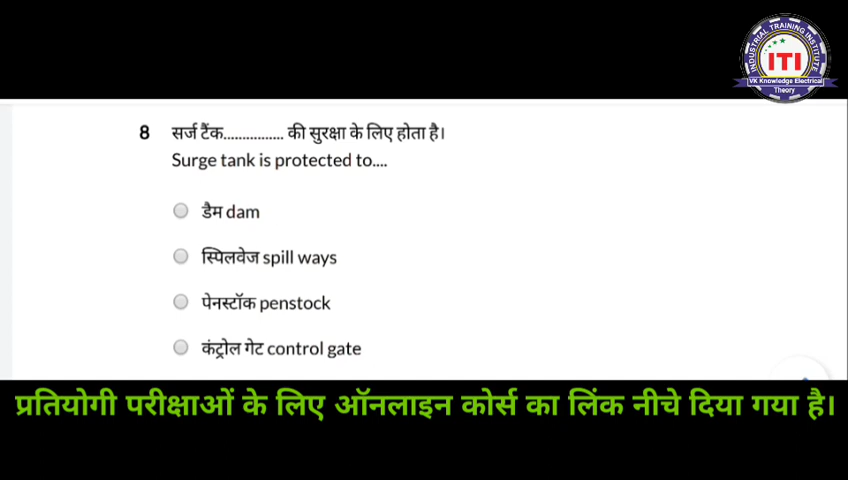 INDUSTRIAL TRAINING INSTITUTE
ITI
VK Knowledge Electrical
Theory
8 सर्ज टैंक................ की सुरक्षा के लिए होता है।
Surge tank is protected to....
डैम dam
स्पिलवेज spill ways
पेनस्टॉक penstock
कंट्रोल गेट control gate
प्रतियोगी परीक्षाओं के लिए ऑनलाइन कोर्स का लिंक नीचे दिया गया है।